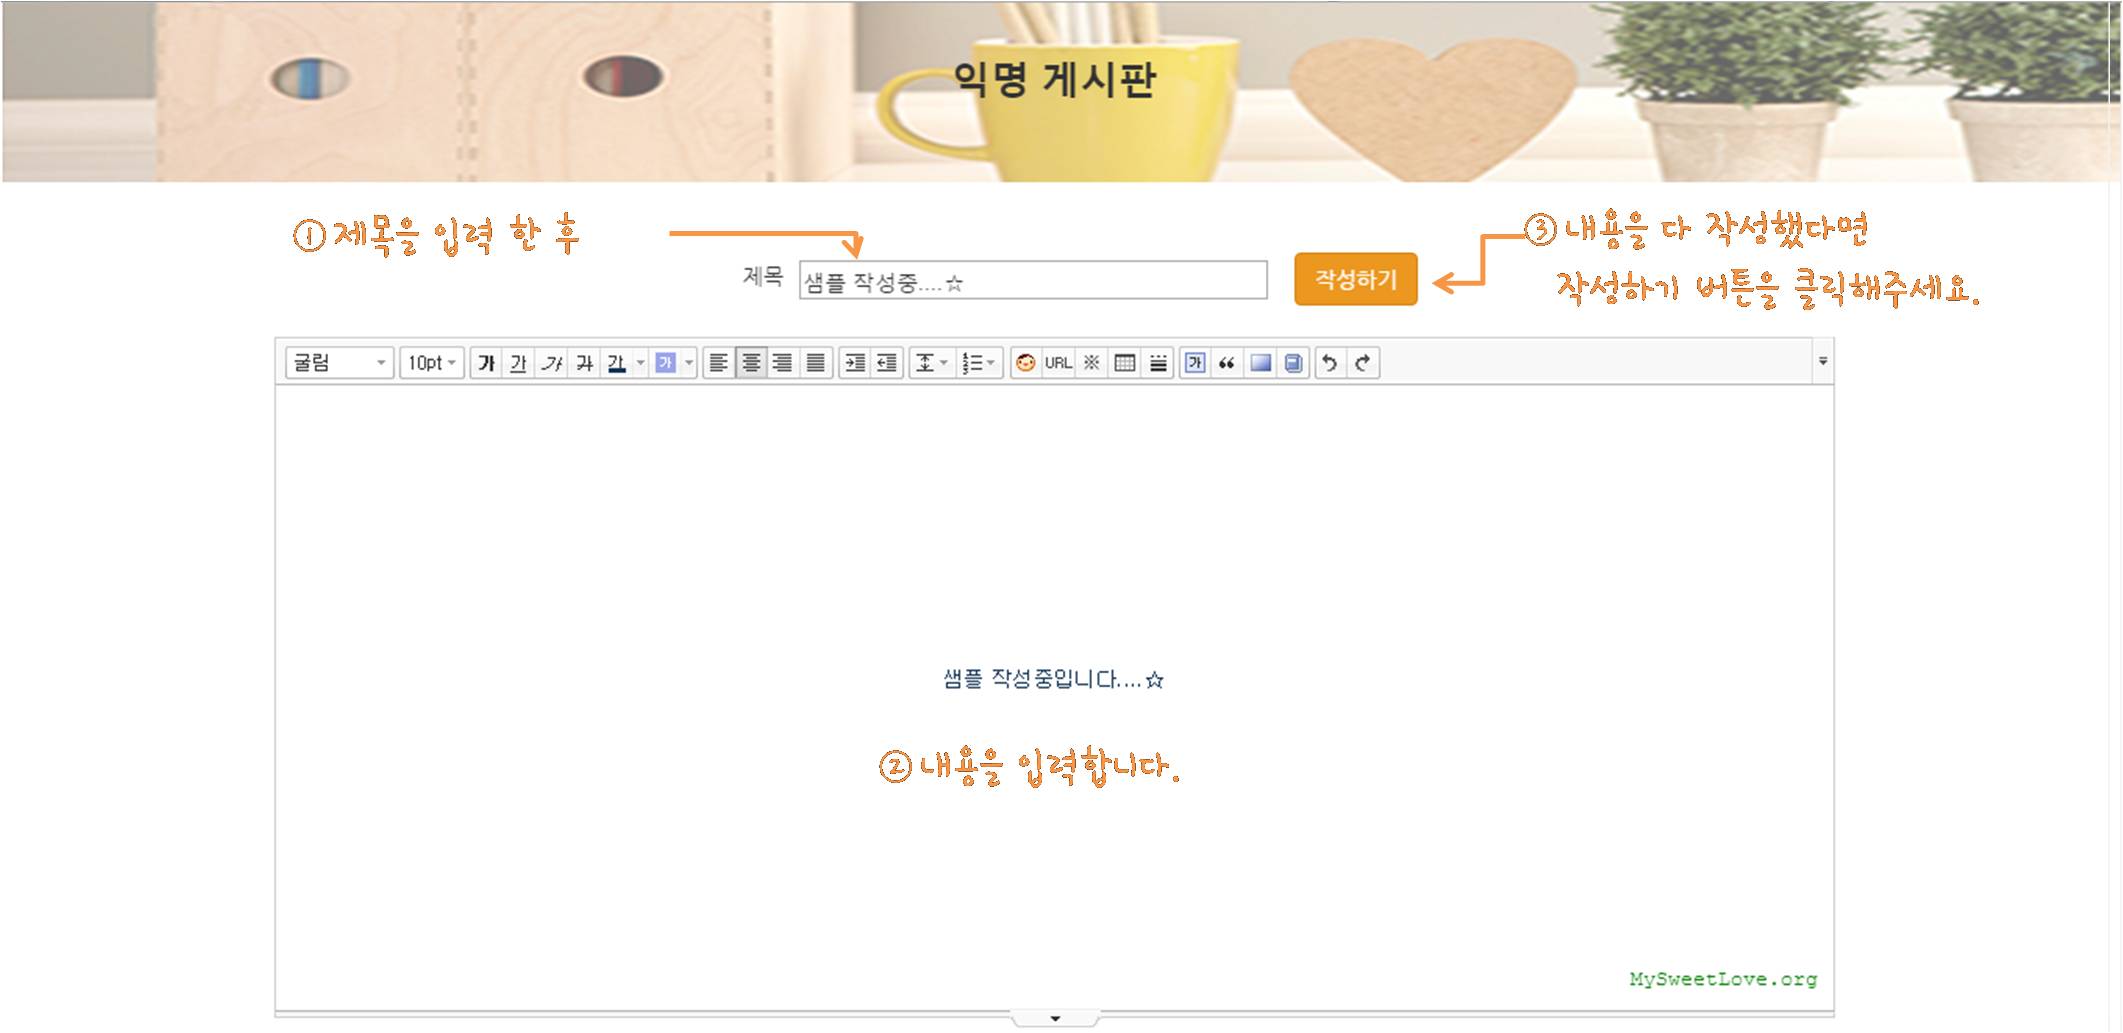 익명 게시판
① 제목을 입력 한 후
③ 내용을 다 작성했다면
작성하기 버튼을 클릭해주세요.
제목 샘플 작성중....☆ 작성하기
굴림 10pt 가 가 가 가 가 가 URL ※ 가 “
샘플 작성중입니다....☆
② 내용을 입력합니다.
MySweetLove.org